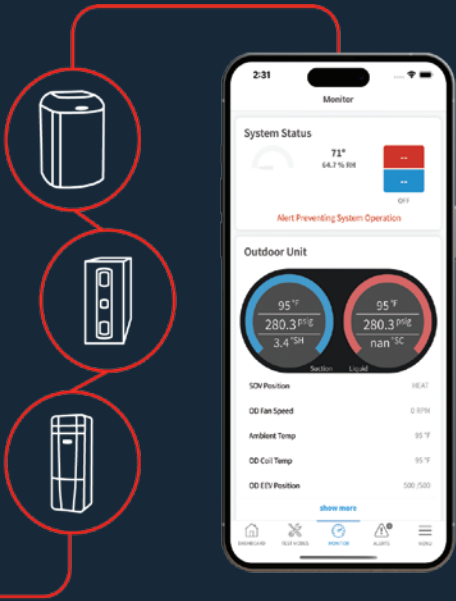 2:31
Monitor
System Status
71°
64.7 % RH
--
--
OFF
Alert Preventing System Operation
Outdoor Unit
95 °F
280.3 psig
3.4 °SH
95 °F
280.3 psig
nan °SC
Suction Liquid
SOV Position HEAT
OD Fan Speed 0 RPM
Ambient Temp 95 °F
OD Coil Temp 95 °F
OD EEV Position 500 /500
show more
DASHBOARD TEST MODES MONITOR ALERTS MENU